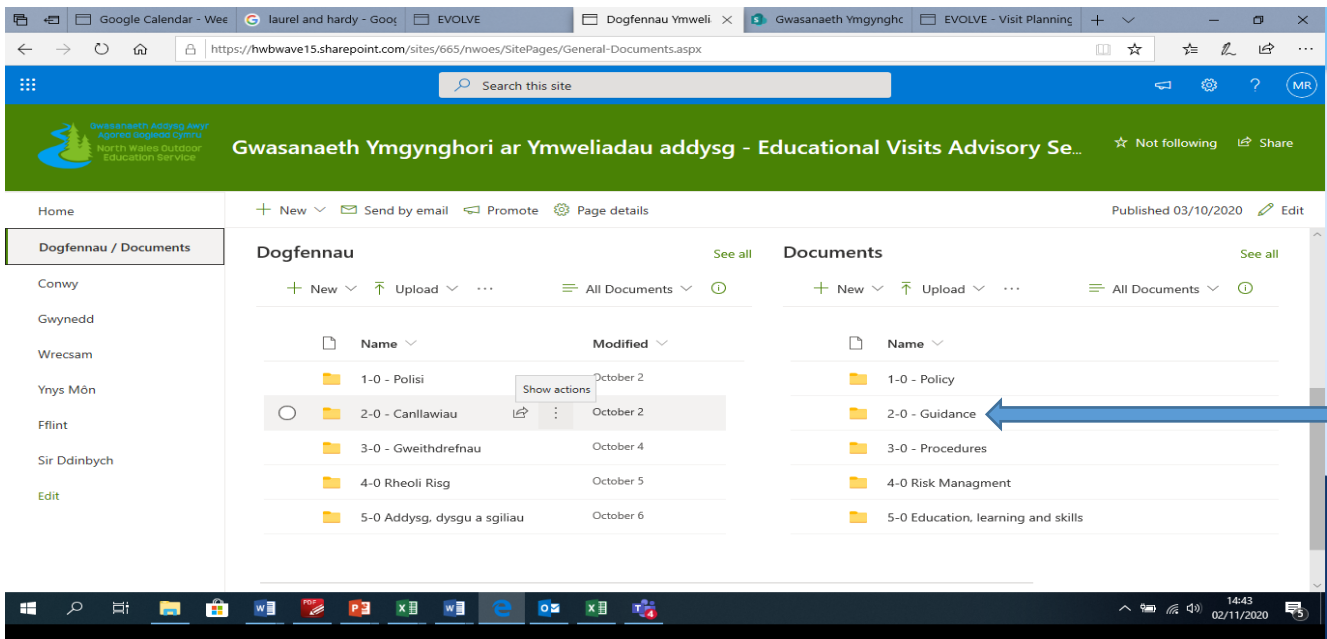 Google Calendar - Wee
laurel and hardy - Goog
EVOLVE
Dogfennau Ymweli
Gwasanaeth Ymgynghc
EVOLVE - Visit Planning
https://hwbwave15.sharepoint.com/sites/665/nwoes/SitePages/General-Documents.aspx
Search this site
MR
Gwasanaeth Addysg Awyr
Agored Gogledd Cymru
North Wales Outdoor
Education Service
Gwasanaeth Ymgynghori ar Ymweliadau addysg - Educational Visits Advisory Se...
Not following
Share
Home
New
Send by email
Promote
Page details
Published 03/10/2020
Edit
Dogfennau / Documents
Conwy
Gwynedd
Wrecsam
Ynys Môn
Fflint
Sir Ddinbych
Edit
Dogfennau
See all
New
Upload
All Documents
Name
Modified
1-0 - Polisi
October 2
Show actions
2-0 - Canllawiau
October 2
3-0 - Gweithdrefnau
October 4
4-0 Rheoli Risg
October 5
5-0 Addysg, dysgu a sgiliau
October 6
Documents
See all
New
Upload
All Documents
Name
1-0 - Policy
2-0 - Guidance
3-0 - Procedures
4-0 Risk Managment
5-0 Education, learning and skills
14:43
02/11/2020